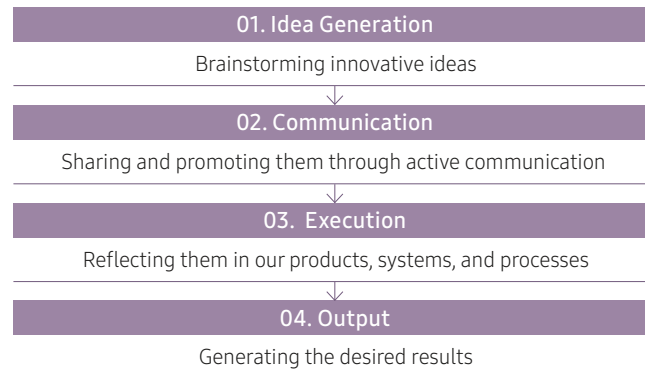 01. Idea Generation
Brainstorming innovative ideas
02. Communication
Sharing and promoting them through active communication
03. Execution
Reflecting them in our products, systems, and processes
04. Output
Generating the desired results